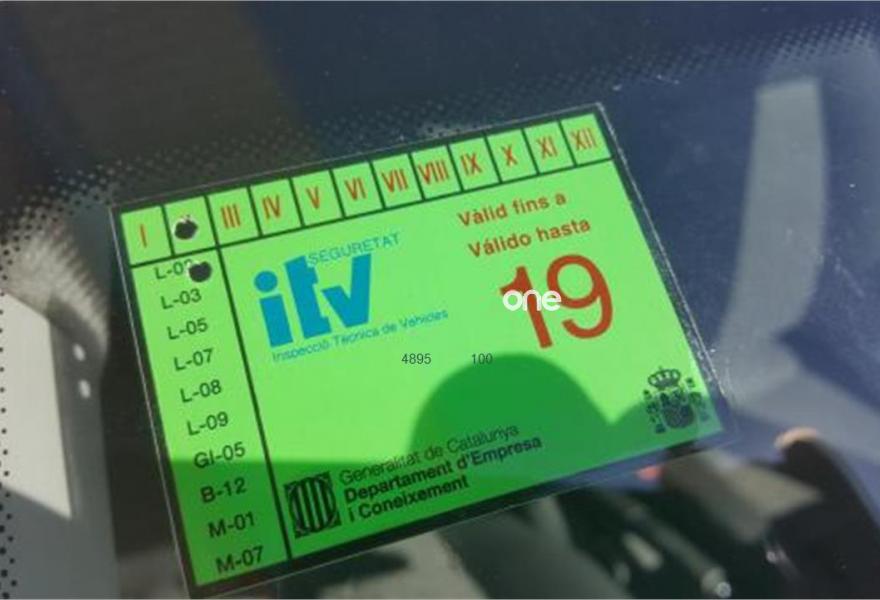 I III IV V VI VII VIII IX X XI XII
L-03
L-05
L-07
L-08
L-09
GI-05
B-12
M-01
M-07
SEGURETAT
itv
Inspecció Tècnica de Vehicles
Vàlid fins a
Válido hasta
19
one
4895 100
Generalitat de Catalunya
Departament d'Empresa
i Coneixement